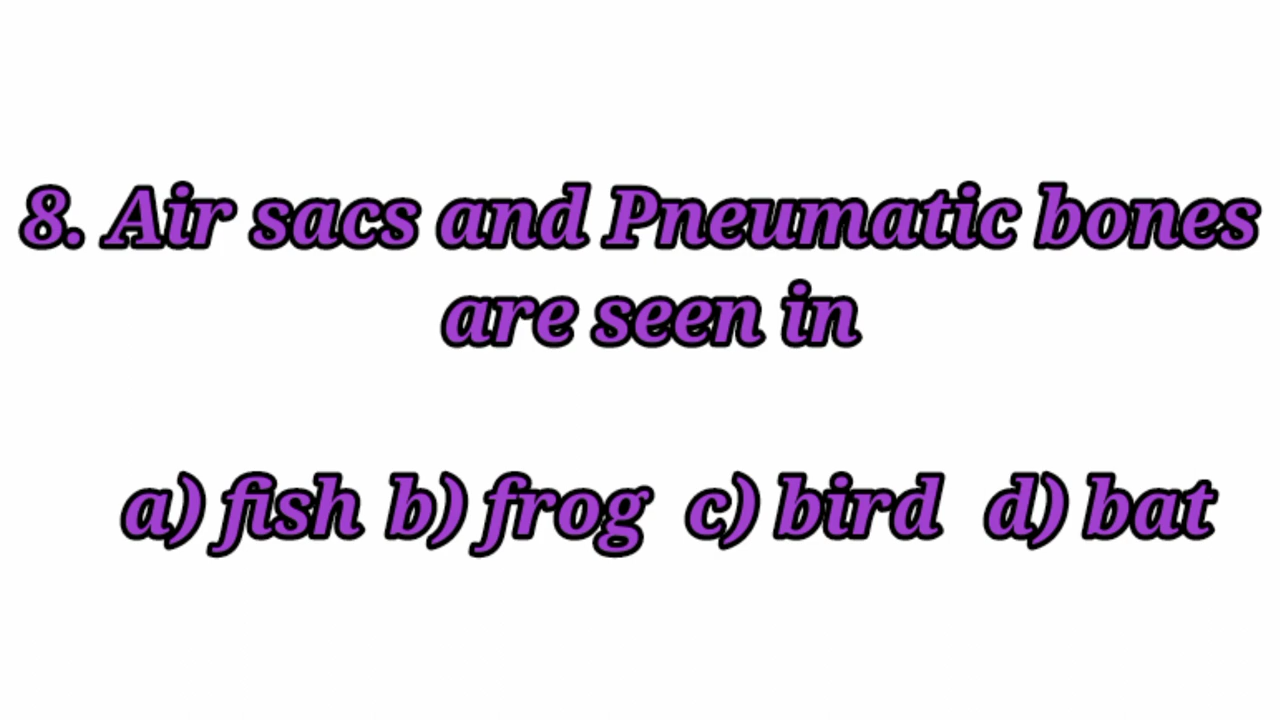 8. Air sacs and Pneumatic bones
are seen in
a) fish b) frog c) bird d) bat